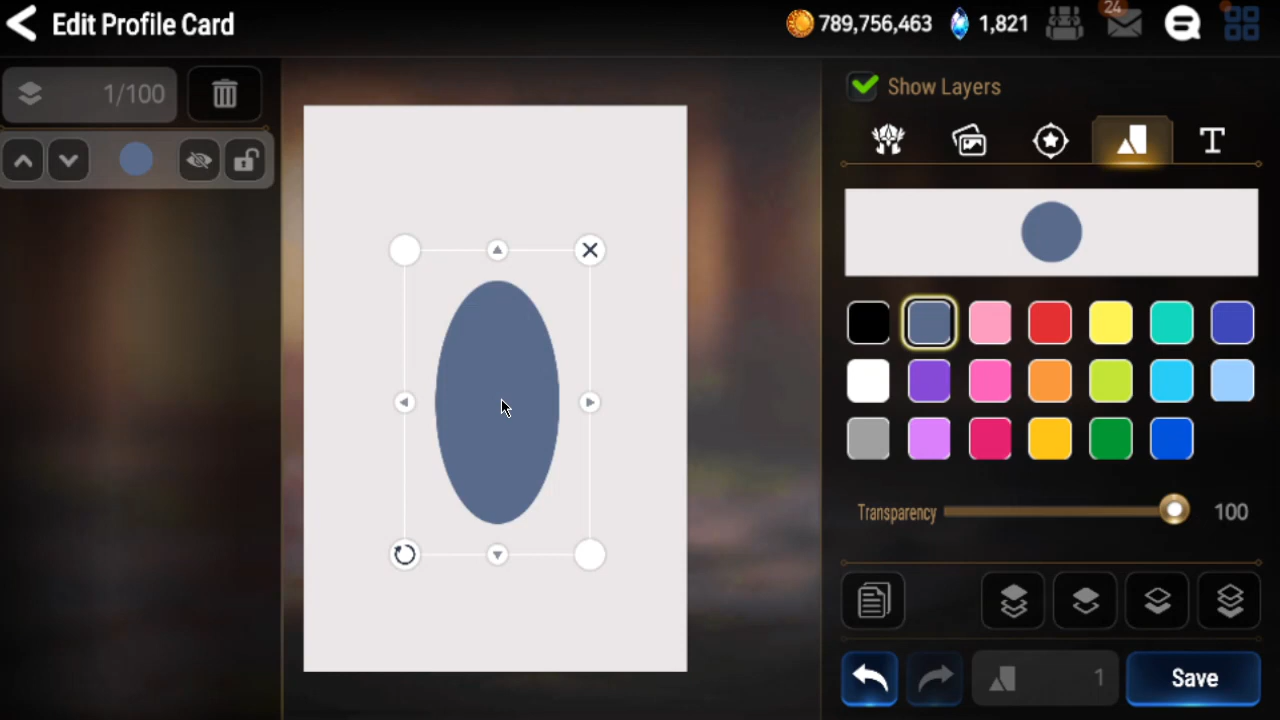 Edit Profile Card
789,756,463
1,821
24
1/100
Show Layers
T
Transparency
100
1
Save